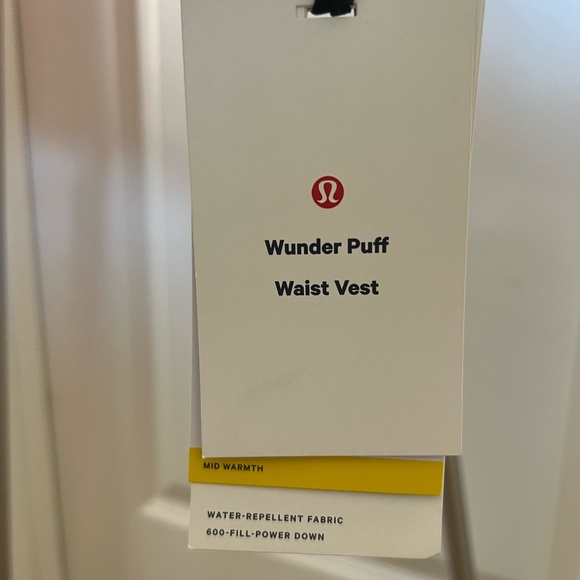 Wunder Puff
Waist Vest
MID WARMTH
WATER-REPELLENT FABRIC
600-FILL-POWER DOWN